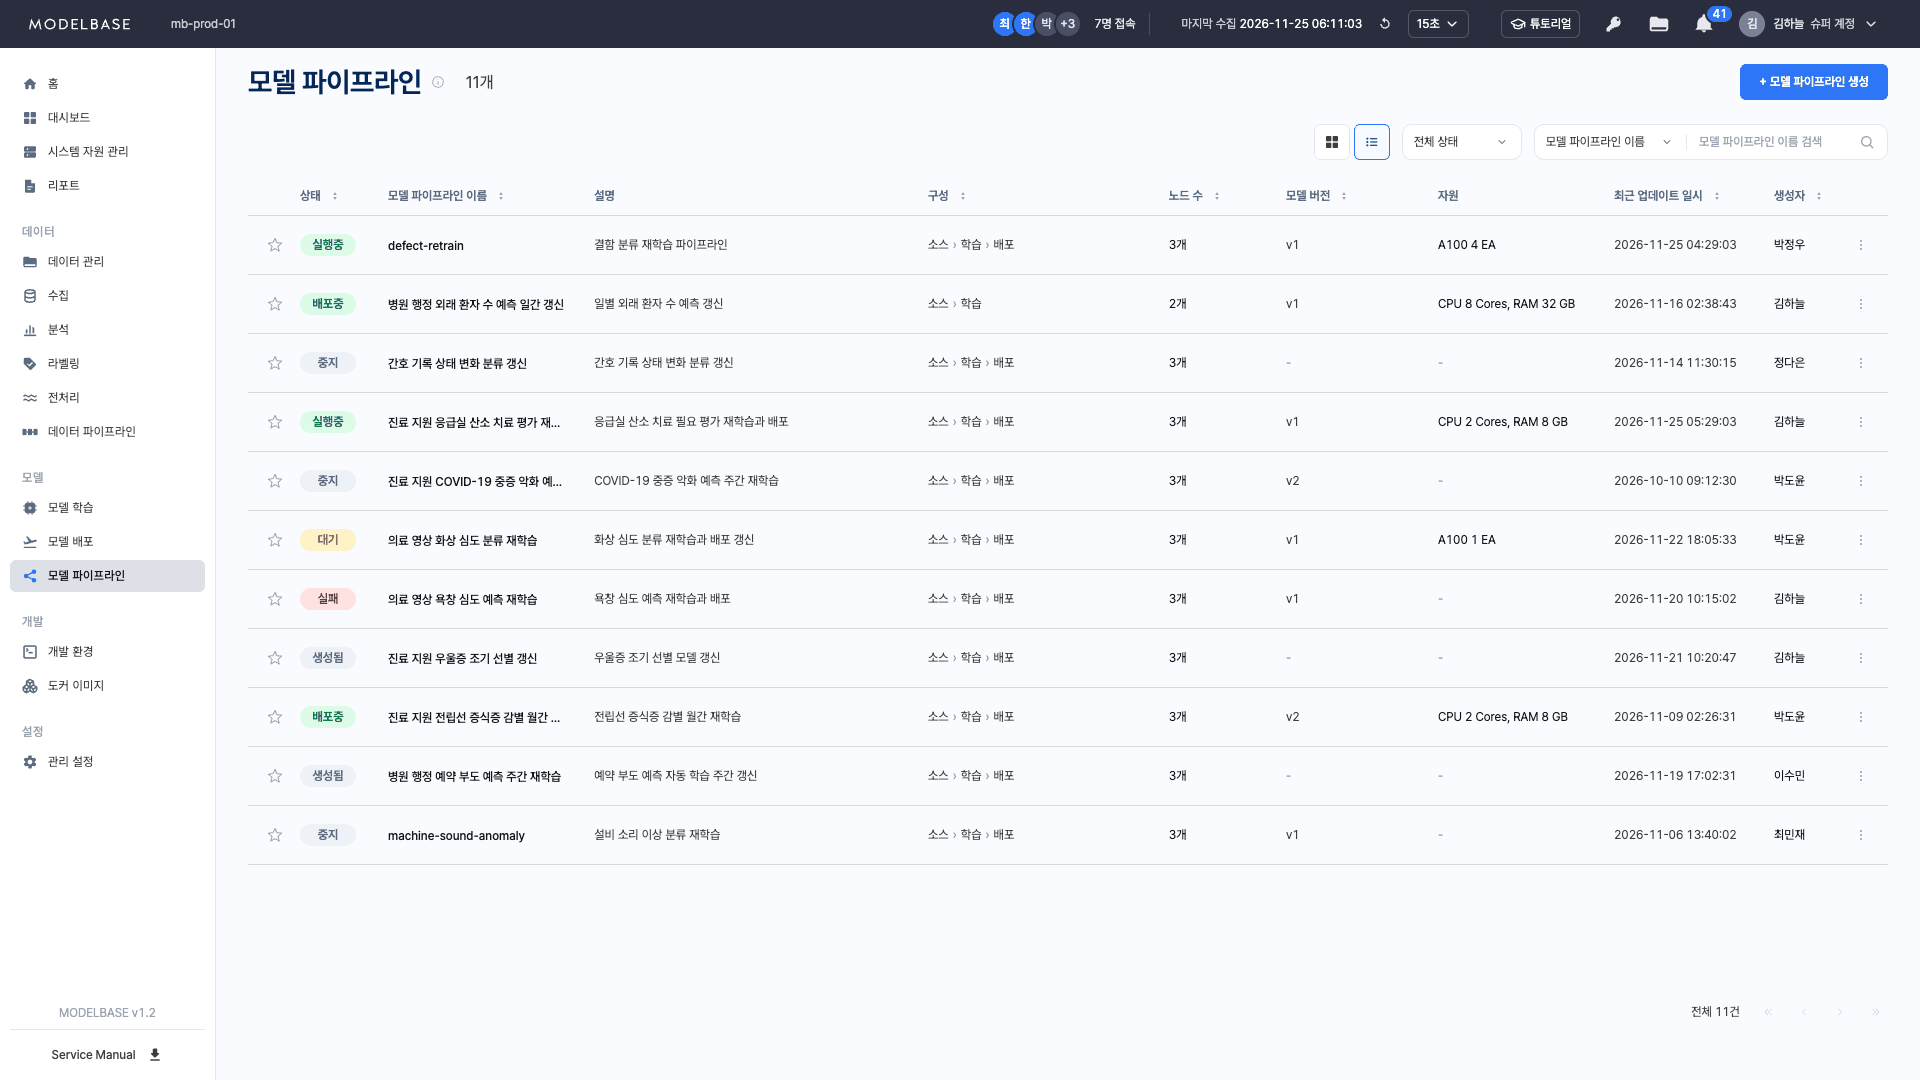 MODELBASE
mb-prod-01
최 한 박 +3 7명 접속
마지막 수집 2026-11-25 06:11:03
15초
튜토리얼
41
김 김하늘 슈퍼 계정
홈
대시보드
시스템 자원 관리
리포트
데이터
데이터 관리
수집
분석
라벨링
전처리
데이터 파이프라인
모델
모델 학습
모델 배포
모델 파이프라인
개발
개발 환경
도커 이미지
설정
관리 설정
MODELBASE v1.2
Service Manual
모델 파이프라인 11개
+ 모델 파이프라인 생성
전체 상태
모델 파이프라인 이름
모델 파이프라인 이름 검색
상태 모델 파이프라인 이름 설명 구성 노드 수 모델 버전 자원 최근 업데이트 일시 생성자
실행중 defect-retrain 결함 분류 재학습 파이프라인 소스 › 학습 › 배포 3개 v1 A100 4 EA 2026-11-25 04:29:03 박정우
배포중 병원 행정 외래 환자 수 예측 일간 갱신 일별 외래 환자 수 예측 갱신 소스 › 학습 2개 v1 CPU 8 Cores, RAM 32 GB 2026-11-16 02:38:43 김하늘
중지 간호 기록 상태 변화 분류 갱신 간호 기록 상태 변화 분류 갱신 소스 › 학습 › 배포 3개 - - 2026-11-14 11:30:15 정다은
실행중 진료 지원 응급실 산소 치료 평가 재... 응급실 산소 치료 필요 평가 재학습과 배포 소스 › 학습 › 배포 3개 v1 CPU 2 Cores, RAM 8 GB 2026-11-25 05:29:03 김하늘
중지 진료 지원 COVID-19 중증 악화 예... COVID-19 중증 악화 예측 주간 재학습 소스 › 학습 › 배포 3개 v2 - 2026-10-10 09:12:30 박도윤
대기 의료 영상 화상 심도 분류 재학습 화상 심도 분류 재학습과 배포 갱신 소스 › 학습 › 배포 3개 v1 A100 1 EA 2026-11-22 18:05:33 박도윤
실패 의료 영상 욕창 심도 예측 재학습 욕창 심도 예측 재학습과 배포 소스 › 학습 › 배포 3개 v1 - 2026-11-20 10:15:02 김하늘
생성됨 진료 지원 우울증 조기 선별 갱신 우울증 조기 선별 모델 갱신 소스 › 학습 › 배포 3개 - - 2026-11-21 10:20:47 김하늘
배포중 진료 지원 전립선 증식증 감별 월간 ... 전립선 증식증 감별 월간 재학습 소스 › 학습 › 배포 3개 v2 CPU 2 Cores, RAM 8 GB 2026-11-09 02:26:31 박도윤
생성됨 병원 행정 예약 부도 예측 주간 재학습 예약 부도 예측 자동 학습 주간 갱신 소스 › 학습 › 배포 3개 - - 2026-11-19 17:02:31 이수민
중지 machine-sound-anomaly 설비 소리 이상 분류 재학습 소스 › 학습 › 배포 3개 v1 - 2026-11-06 13:40:02 최민재
전체 11건